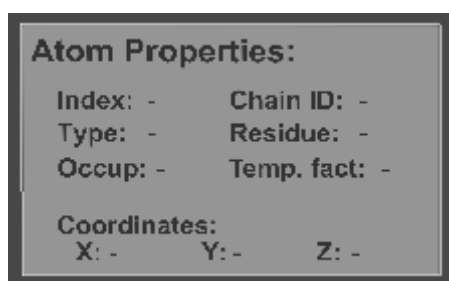 Atom Properties:
Index: - Chain ID: -
Type: - Residue: -
Occup: - Temp. fact: -
Coordinates:
X: - Y: - Z: -